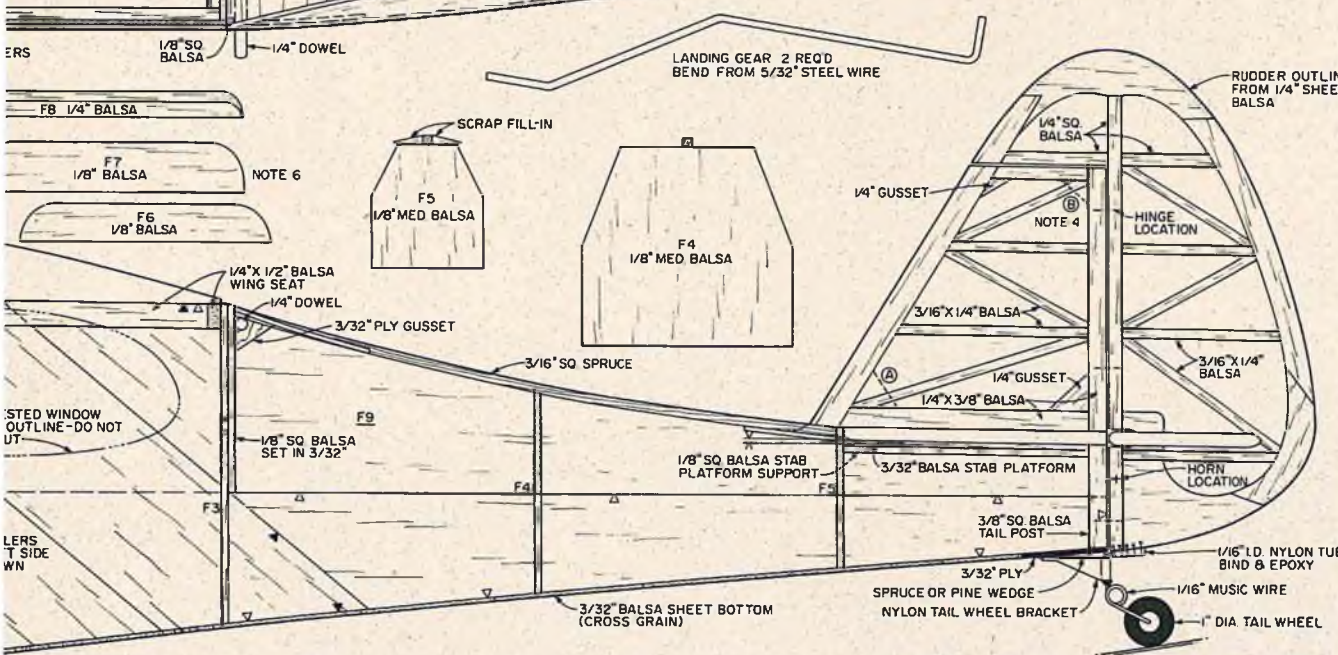 ERS
1/8" SQ.
BALSA
1/4" DOWEL
LANDING GEAR 2 REQ'D
BEND FROM 5/32" STEEL WIRE
RUDDER OUTLIN
FROM 1/4" SHEE
BALSA
F8 1/4" BALSA
SCRAP FILL-IN
1/4" SQ.
BALSA
F7
1/8" BALSA
NOTE 6
F5
1/8" MED BALSA
F4
1/8" MED BALSA
1/4" GUSSET
B
NOTE 4
HINGE
LOCATION
F6
1/8" BALSA
1/4" X 1/2" BALSA
WING SEAT
1/4" DOWEL
3/32" PLY GUSSET
3/16" X 1/4" BALSA
3/16" SQ. SPRUCE
A
1/4" GUSSET
1/4" X 3/8" BALSA
3/16" X 1/4"
BALSA
STED WINDOW
OUTLINE-DO NOT
UT
F9
1/8" SQ. BALSA
SET IN 3/32"
1/8" SQ. BALSA STAB
PLATFORM SUPPORT
3/32" BALSA STAB PLATFORM
HORN
LOCATION
F3
F4
F5
3/8" SQ. BALSA
TAIL POST
LERS
T SIDE
WN
3/32" PLY
SPRUCE OR PINE WEDGE
NYLON TAIL WHEEL BRACKET
1/16" I.D. NYLON TUB
BIND & EPOXY
1/16" MUSIC WIRE
1" DIA. TAIL WHEEL
3/32" BALSA SHEET BOTTOM
(CROSS GRAIN)